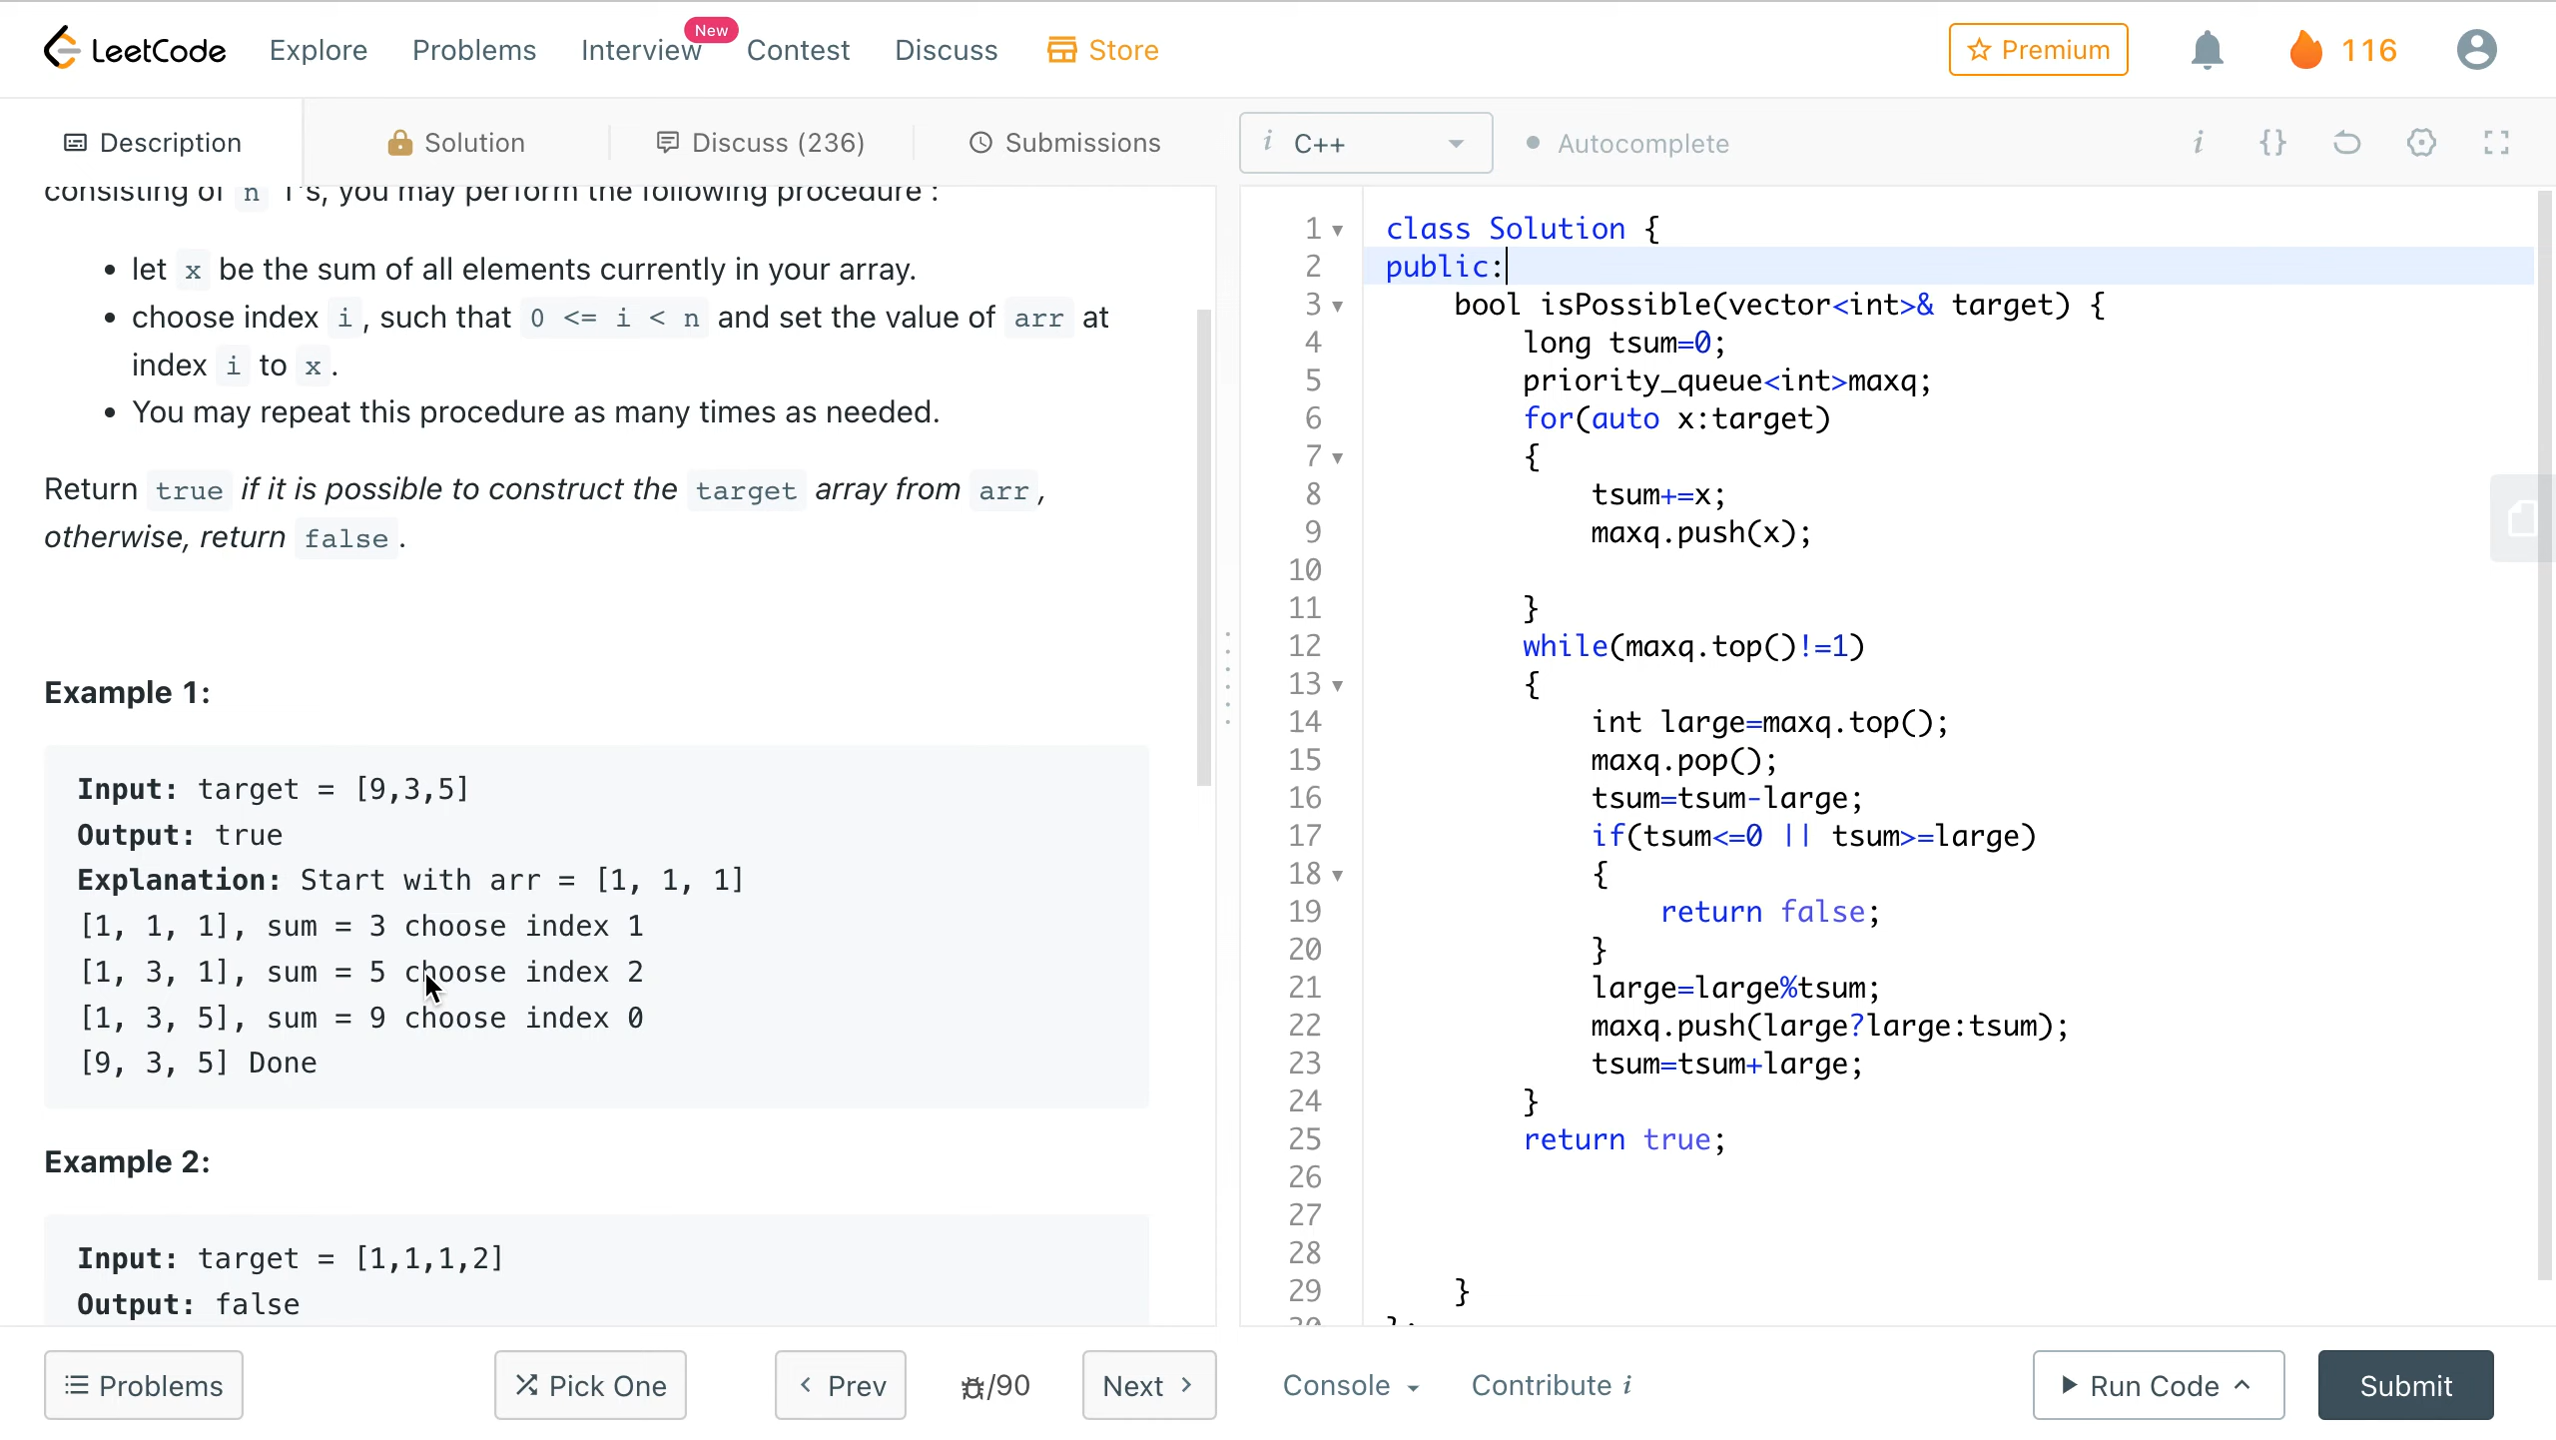 LeetCode Explore Problems Interview New Contest Discuss Store Premium 116
Description Solution Discuss (236) Submissions
consisting of n 1's, you may perform the following procedure :
• let x be the sum of all elements currently in your array.
• choose index i , such that 0 <= i < n and set the value of arr at
index i to x .
• You may repeat this procedure as many times as needed.
Return true if it is possible to construct the target array from arr ,
otherwise, return false .
Example 1:
Input: target = [9,3,5]
Output: true
Explanation: Start with arr = [1, 1, 1]
[1, 1, 1], sum = 3 choose index 1
[1, 3, 1], sum = 5 choose index 2
[1, 3, 5], sum = 9 choose index 0
[9, 3, 5] Done
Example 2:
Input: target = [1,1,1,2]
Output: false
i C++ Autocomplete i {}
1 class Solution {
2 public:
3 bool isPossible(vector<int>& target) {
4 long tsum=0;
5 priority_queue<int>maxq;
6 for(auto x:target)
7 {
8 tsum+=x;
9 maxq.push(x);
10
11 }
12 while(maxq.top()!=1)
13 {
14 int large=maxq.top();
15 maxq.pop();
16 tsum=tsum-large;
17 if(tsum<=0 || tsum>=large)
18 {
19 return false;
20 }
21 large=large%tsum;
22 maxq.push(large?large:tsum);
23 tsum=tsum+large;
24 }
25 return true;
26
27
28
29 }
30 };
Problems Pick One < Prev /90 Next > Console Contribute i Run Code Submit